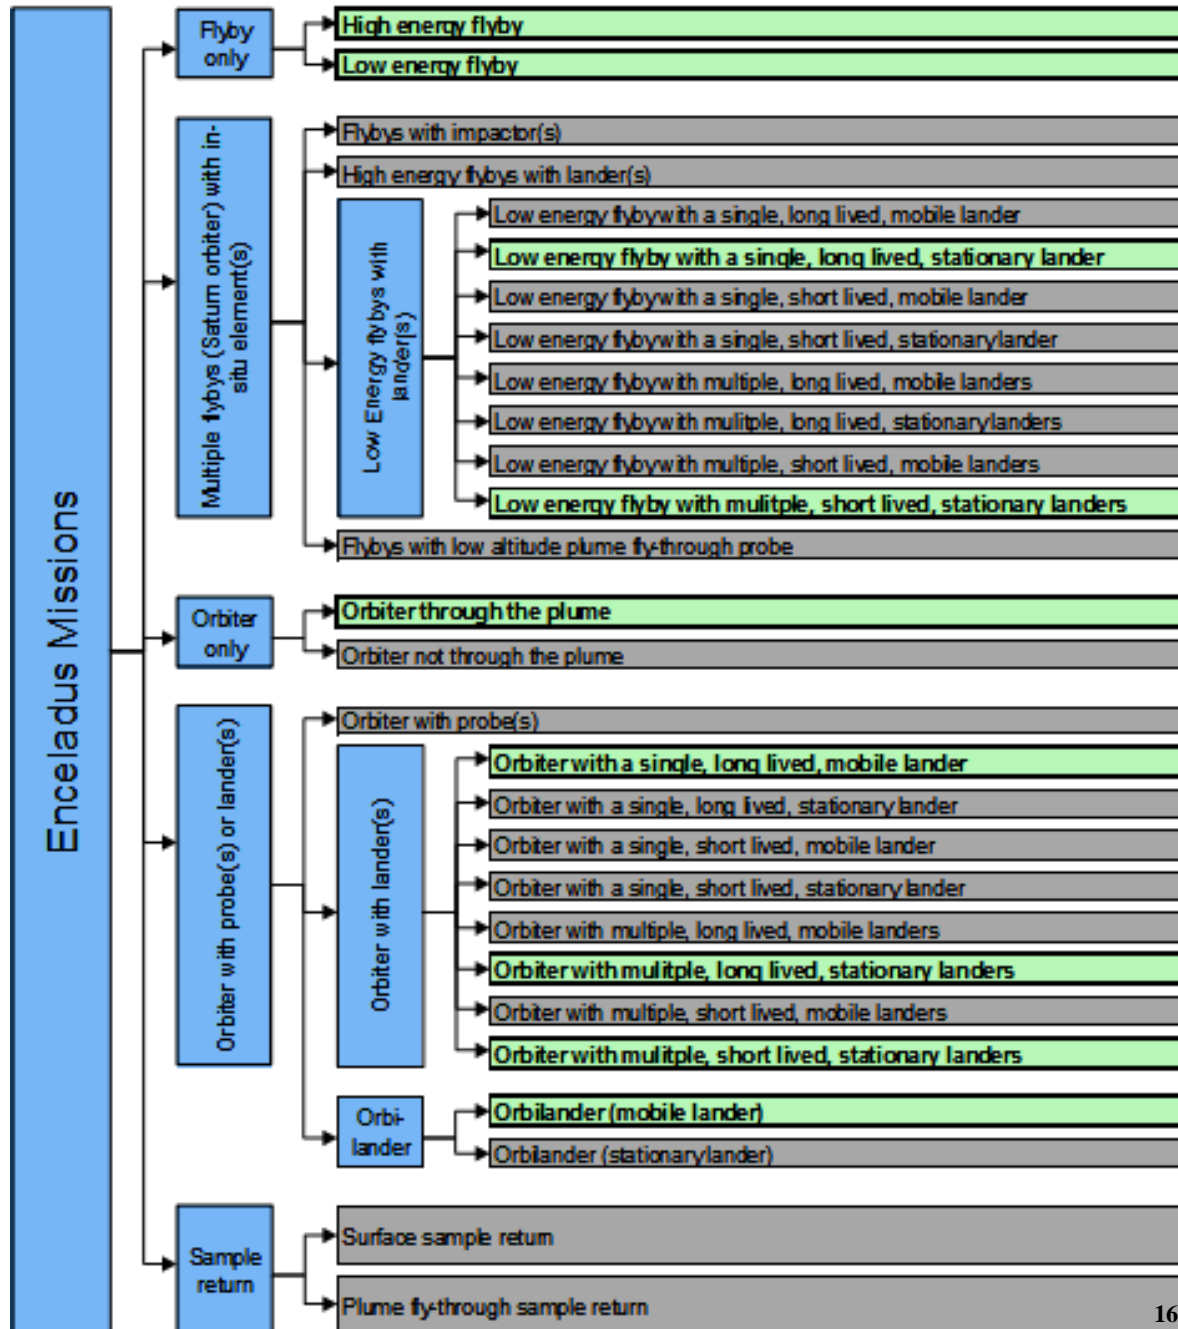 Enceladus Missions
Flyby
only
High energy flyby
Low energy flyby
Multiple flybys (Saturn orbiter) with in-
situ element(s)
Flybys with impactor(s)
High energy flybys with lander(s)
Low Energy flybys with
lander(s)
Low energy flyby with a single, long lived, mobile lander
Low energy flyby with a single, long lived, stationary lander
Low energy flyby with a single, short lived, mobile lander
Low energy flyby with a single, short lived, stationary lander
Low energy flyby with multiple, long lived, mobile landers
Low energy flyby with mulitple, long lived, stationary landers
Low energy flyby with multiple, short lived, mobile landers
Low energy flyby with mulitple, short lived, stationary landers
Flybys with low altitude plume fly-through probe
Orbiter
only
Orbiter through the plume
Orbiter not through the plume
Orbiter with probe(s) or lander(s)
Orbiter with probe(s)
Orbiter with lander(s)
Orbiter with a single, long lived, mobile lander
Orbiter with a single, long lived, stationary lander
Orbiter with a single, short lived, mobile lander
Orbiter with a single, short lived, stationary lander
Orbiter with multiple, long lived, mobile landers
Orbiter with mulitple, long lived, stationary landers
Orbiter with multiple, short lived, mobile landers
Orbiter with mulitple, short lived, stationary landers
Orbi-
lander
Orbilander (mobile lander)
Orbilander (stationary lander)
Sample
return
Surface sample return
Plume fly-through sample return
16